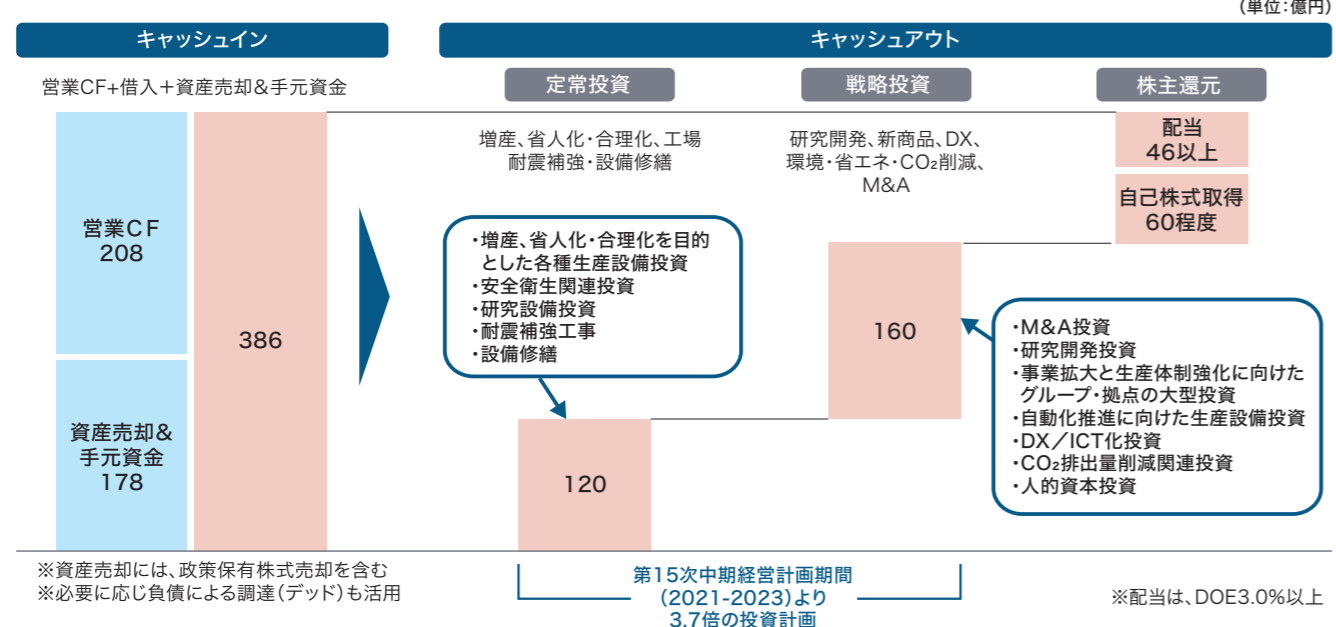 (単位：億円)
キャッシュイン
キャッシュアウト
営業CF+借入＋資産売却&手元資金
定常投資
戦略投資
株主還元
増産、省人化・合理化、工場
耐震補強・設備修繕
研究開発、新商品、DX、
環境・省エネ・CO₂削減、
M&A
配当
46以上
自己株式取得
60程度
営業CF
208
386
資産売却&
手元資金
178
・増産、省人化・合理化を目的
とした各種生産設備投資
・安全衛生関連投資
・研究設備投資
・耐震補強工事
・設備修繕
120
160
・M&A投資
・研究開発投資
・事業拡大と生産体制強化に向けた
グループ・拠点の大型投資
・自動化推進に向けた生産設備投資
・DX／ICT化投資
・CO₂排出量削減関連投資
・人的資本投資
※資産売却には、政策保有株式売却を含む
※必要に応じ負債による調達（デッド）も活用
第15次中期経営計画期間
(2021-2023)より
3.7倍の投資計画
※配当は、DOE3.0%以上